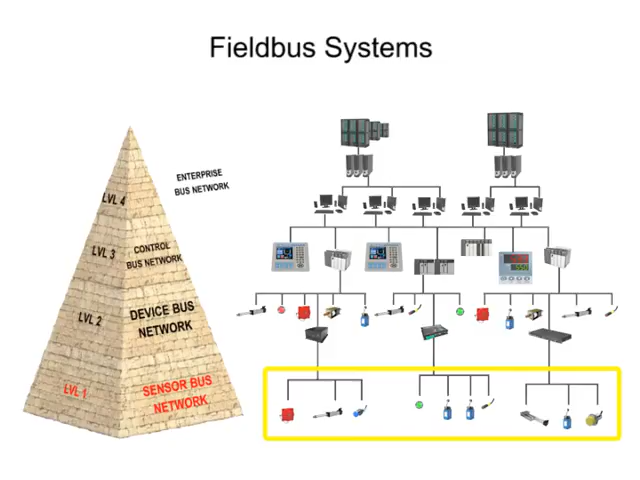 Fieldbus Systems
ENTERPRISE
BUS NETWORK
LVL 4
LVL 3
CONTROL
BUS NETWORK
LVL 2
DEVICE BUS
NETWORK
LVL 1
SENSOR BUS
NETWORK